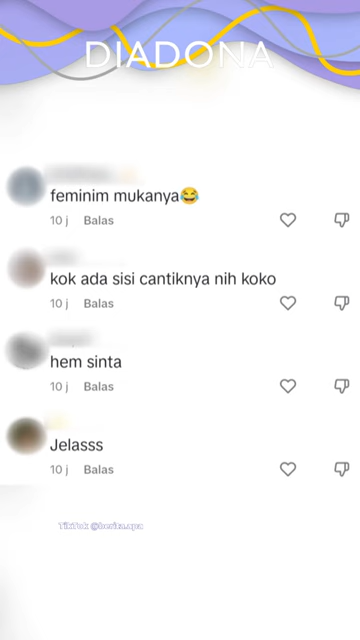 DIADONA
feminim mukanya😂
10 j Balas
kok ada sisi cantiknya nih koko
10 j Balas
hem sinta
10 j Balas
Jelasss
10 j Balas